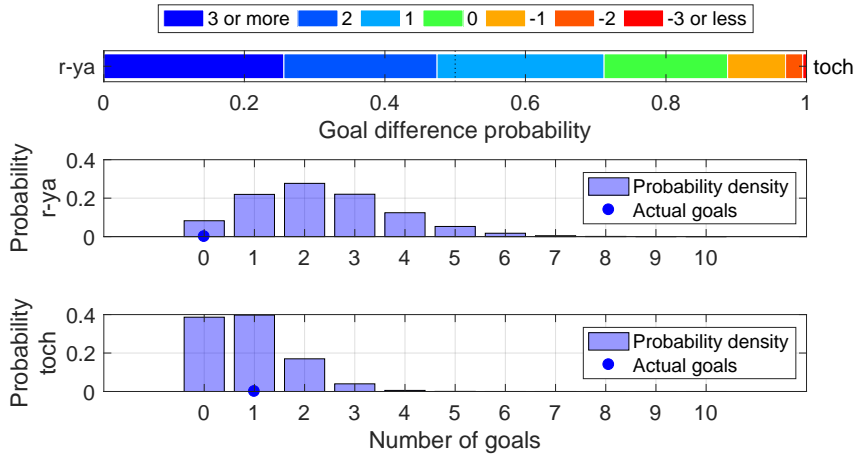 3 or more 2 1 0 -1 -2 -3 or less
r-ya toch
0 0.2 0.4 0.6 0.8 1
Goal difference probability
Probability
r-ya
0.4
0.2
0
Probability density
Actual goals
0 1 2 3 4 5 6 7 8 9 10
Probability
toch
0.4
0.2
0
Probability density
Actual goals
0 1 2 3 4 5 6 7 8 9 10
Number of goals